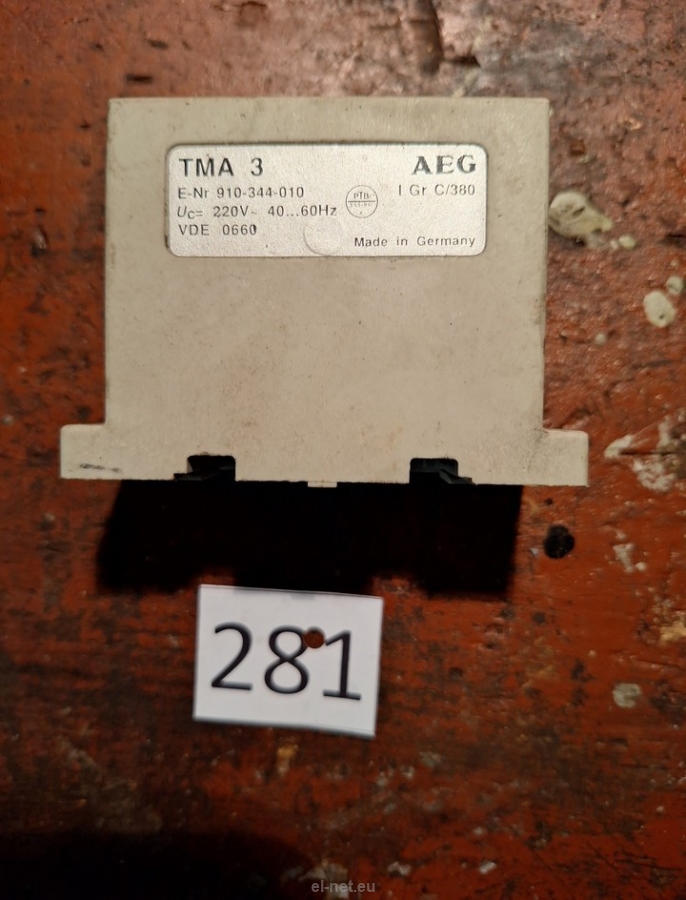 TMA 3 AEG
E-Nr 910-344-010 PTB I Gr C/380
Uc= 220V~ 40...60Hz
VDE 0660
Made in Germany
281
el-net.eu